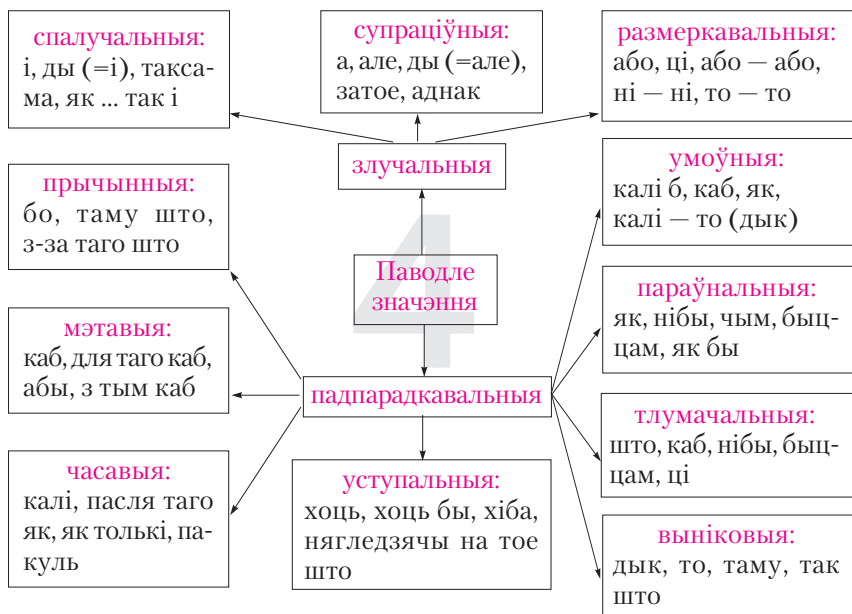 спалучальныя:
і, ды (=і), такса-
ма, як ... так і
супраціўныя:
а, але, ды (=але),
затое, аднак
размеркавальныя:
або, ці, або — або,
ні — ні, то — то
злучальныя
прычынныя:
бо, таму што,
з-за таго што
умоўныя:
калі б, каб, як,
калі — то (дык)
4
Паводле
значэння
мэтавыя:
каб, для таго каб,
абы, з тым каб
параўнальныя:
як, нібы, чым, быц-
цам, як бы
падпарадкавальныя
тлумачальныя:
што, каб, нібы, быц-
цам, ці
часавыя:
калі, пасля таго
як, як толькі, па-
куль
уступальныя:
хоць, хоць бы, хіба,
нягледзячы на тое
што
выніковыя:
дык, то, таму, так
што